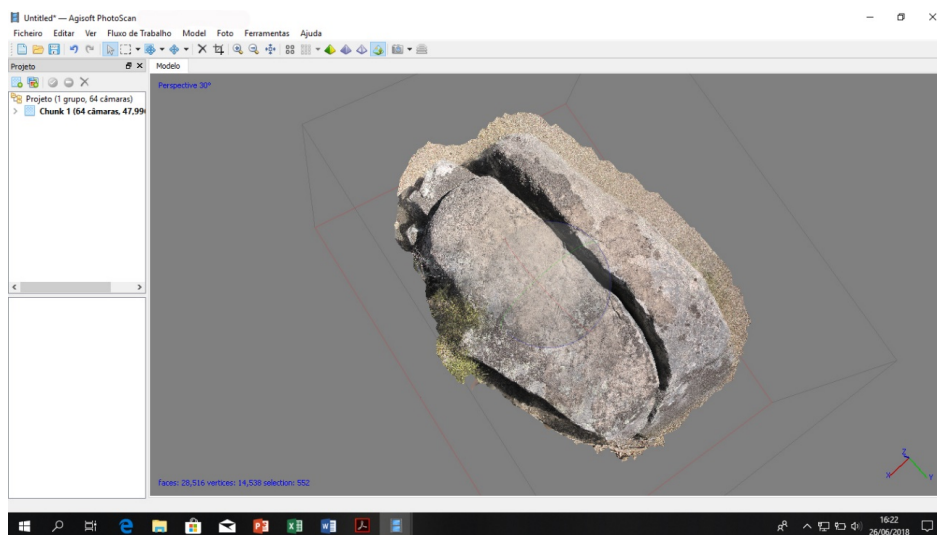 Untitled* — Agisoft PhotoScan
Ficheiro Editar Ver Fluxo de Trabalho Model Foto Ferramentas Ajuda
Projeto
Modelo
Perspective 30°
Projeto (1 grupo, 64 câmaras)
Chunk 1 (64 câmaras, 47,99
faces: 28,516 vertices: 14,538 selection: 552
Z
X
Y
16:22
26/06/2018